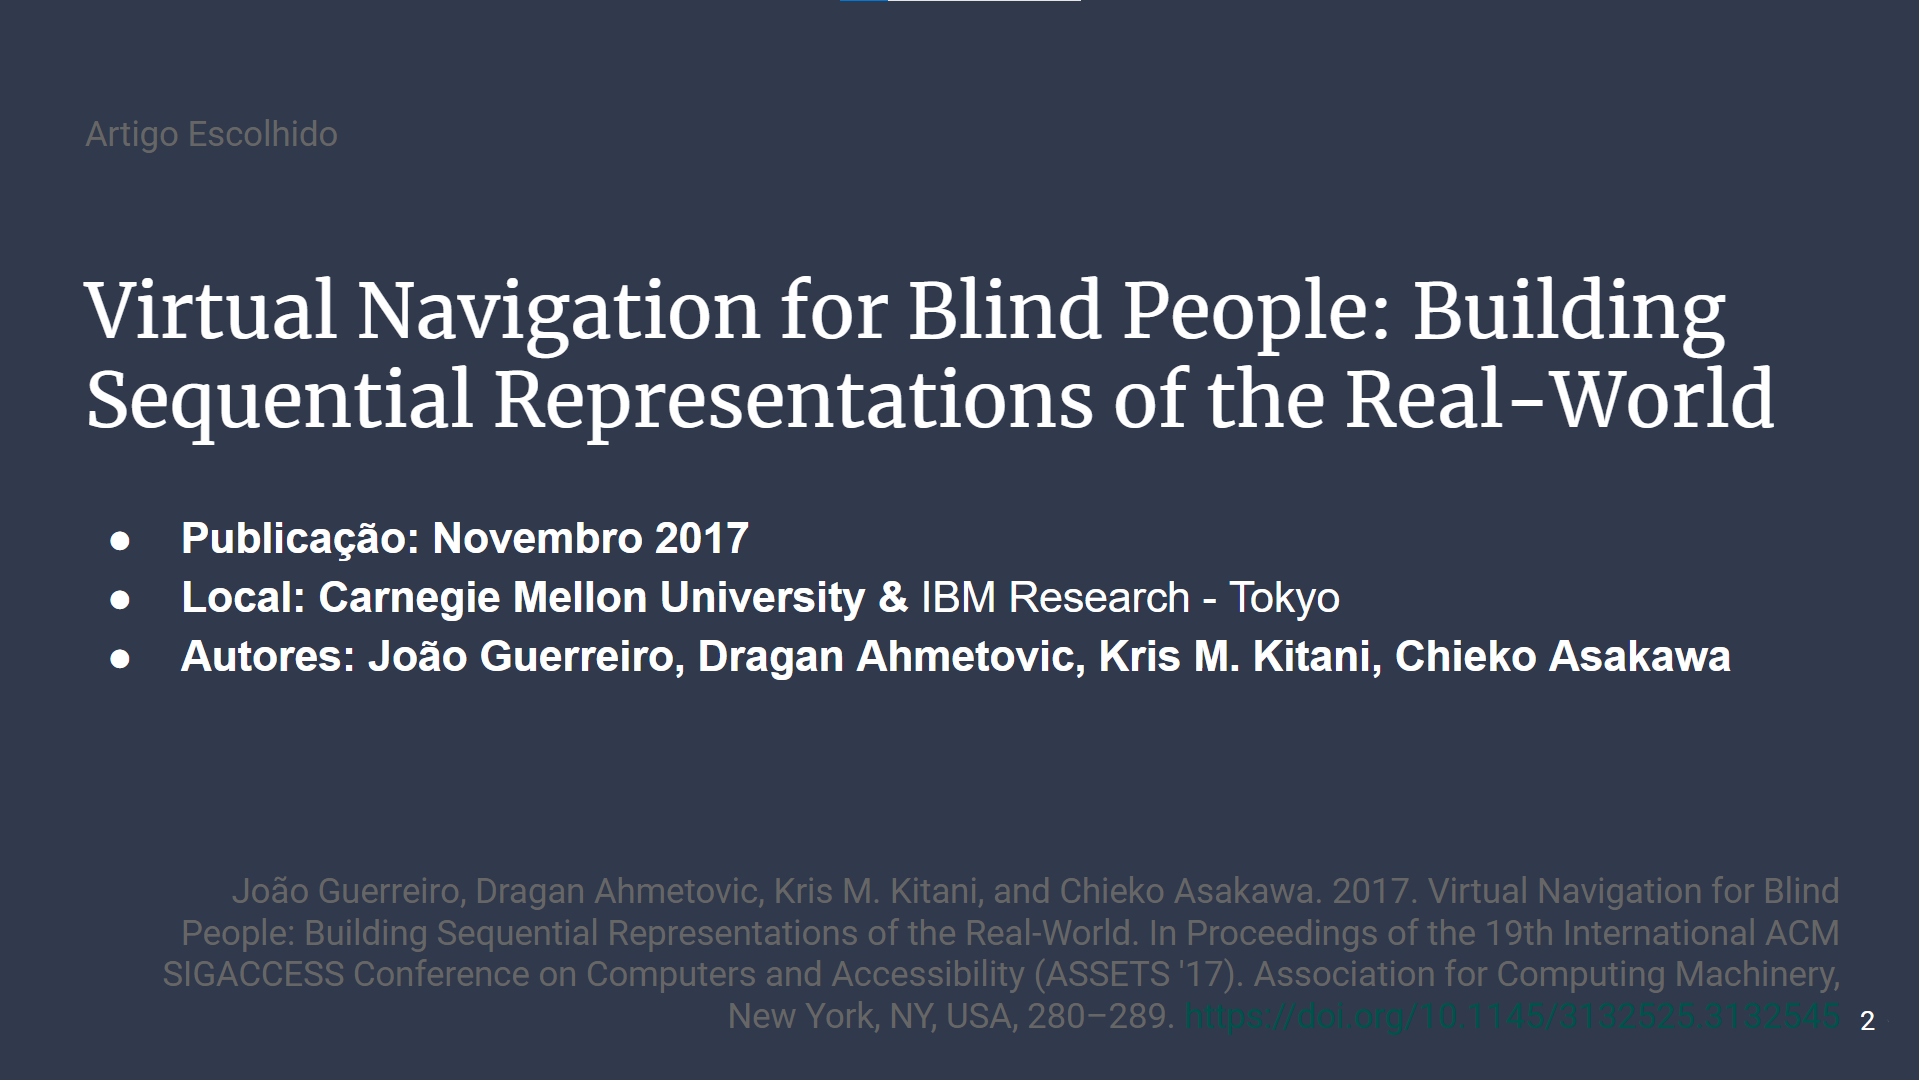 Artigo Escolhido
Virtual Navigation for Blind People: Building
Sequential Representations of the Real-World
● Publicação: Novembro 2017
● Local: Carnegie Mellon University & IBM Research - Tokyo
● Autores: João Guerreiro, Dragan Ahmetovic, Kris M. Kitani, Chieko Asakawa
João Guerreiro, Dragan Ahmetovic, Kris M. Kitani, and Chieko Asakawa. 2017. Virtual Navigation for Blind
People: Building Sequential Representations of the Real-World. In Proceedings of the 19th International ACM
SIGACCESS Conference on Computers and Accessibility (ASSETS '17). Association for Computing Machinery,
New York, NY, USA, 280–289. https://doi.org/10.1145/3132525.3132545
2